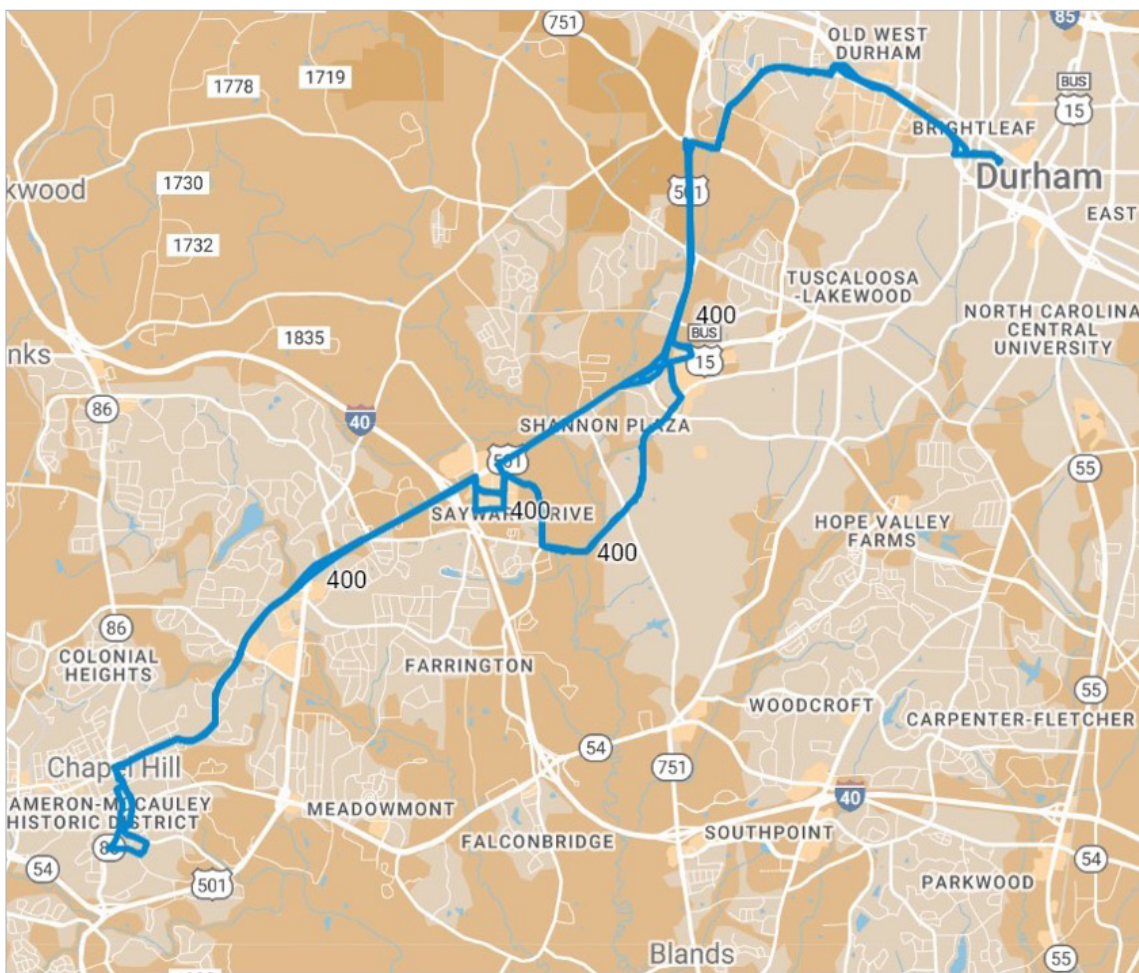 751
85
OLD WEST
DURHAM
1778
1719
BUS
15
BRIGHTLEAF
Durham
kwood
1730
501
EAST
1732
TUSCALOOSA
-LAKEWOOD
400
BUS
15
NORTH CAROLINA
CENTRAL
UNIVERSITY
1835
nks
86
40
SHANNON PLAZA
501
55
400
HOPE VALLEY
FARMS
400
400
86
COLONIAL
HEIGHTS
FARRINGTON
55
WOODCROFT
CARPENTER-FLETCHER
54
Chapel Hill
751
40
AMERON-MCCAULEY
HISTORIC DISTRICT
MEADOWMONT
SOUTHPOINT
FALCONBRIDGE
54
501
54
PARKWOOD
Blands
55